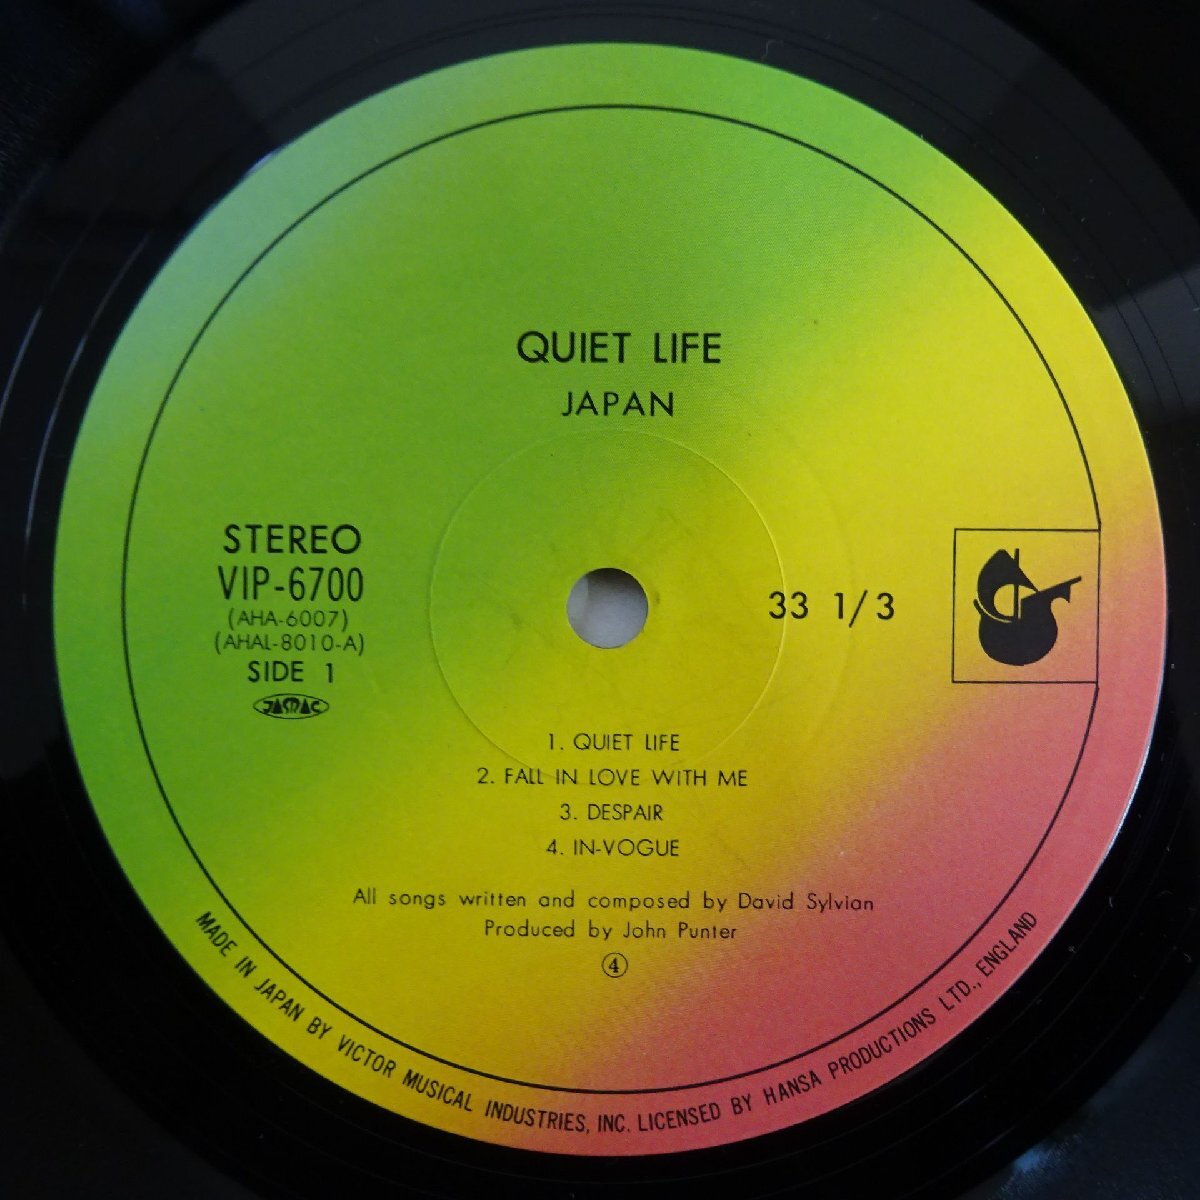 QUIET LIFE
JAPAN
STEREO
VIP-6700
(AHA-6007)
(AHAL-8010-A)
SIDE 1
JASRAC
33 1/3
1. QUIET LIFE
2. FALL IN LOVE WITH ME
3. DESPAIR
4. IN-VOGUE
All songs written and composed by David Sylvian
Produced by John Punter
④
MADE IN JAPAN BY VICTOR MUSICAL INDUSTRIES, INC. LICENSED BY HANSA PRODUCTIONS LTD., ENGLAND